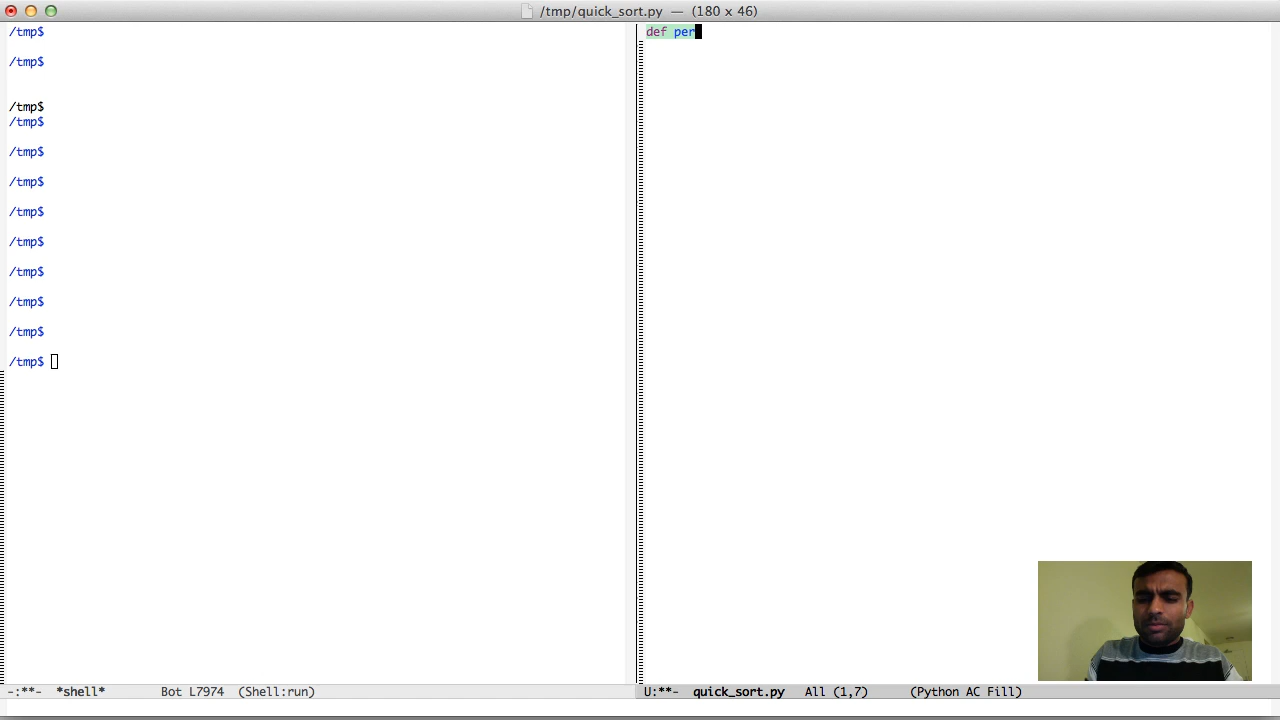 /tmp/quick_sort.py — (180 x 46)
/tmp$
/tmp$
/tmp$
/tmp$
/tmp$
/tmp$
/tmp$
/tmp$
/tmp$
/tmp$
/tmp$
/tmp$
-:**- *shell* Bot L7974 (Shell:run)
def per
U:**- quick_sort.py All (1,7) (Python AC Fill)